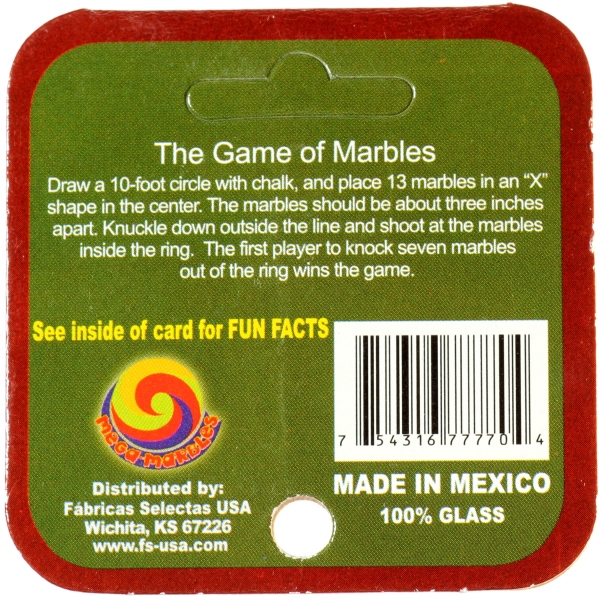 The Game of Marbles
Draw a 10-foot circle with chalk, and place 13 marbles in an “X”
shape in the center. The marbles should be about three inches
apart. Knuckle down outside the line and shoot at the marbles
inside the ring. The first player to knock seven marbles
out of the ring wins the game.
See inside of card for FUN FACTS
Mega-Marbles
Distributed by:
Fábricas Selectas USA
Wichita, KS 67226
www.fs-usa.com
7 54316 77770 4
MADE IN MEXICO
100% GLASS